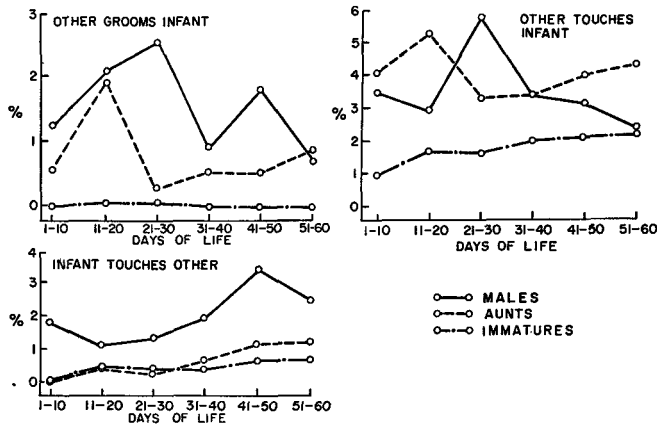 OTHER GROOMS INFANT
3
2
1
0
%
1-10 11-20 21-30 31-40 41-50 51-60
DAYS OF LIFE
OTHER TOUCHES
INFANT
6
5
4
3
2
1
0
%
1-10 11-20 21-30 31-40 41-50 51-60
DAYS OF LIFE
INFANT TOUCHES OTHER
4
3
2
1
0
%
1-10 11-20 21-30 31-40 41-50 51-60
DAYS OF LIFE
MALES
AUNTS
IMMATURES